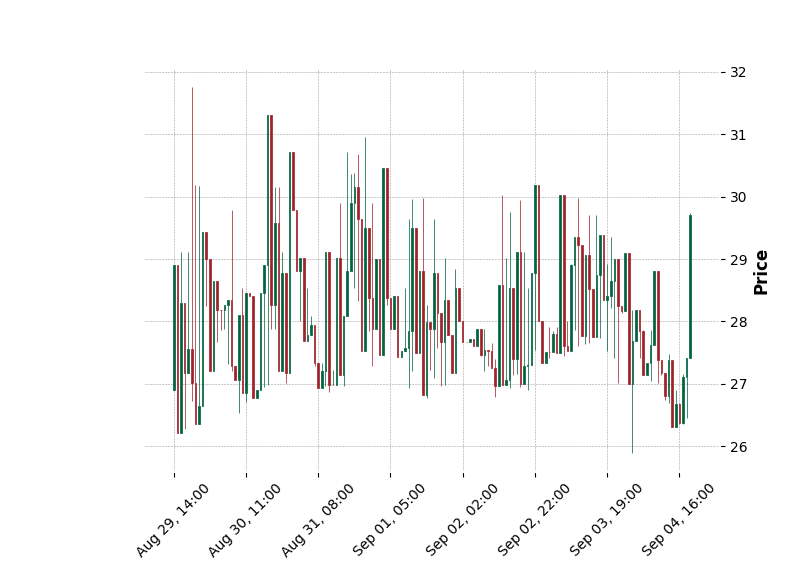 32
31
30
29
28
27
26
Price
Aug 29, 14:00
Aug 30, 11:00
Aug 31, 08:00
Sep 01, 05:00
Sep 02, 02:00
Sep 02, 22:00
Sep 03, 19:00
Sep 04, 16:00